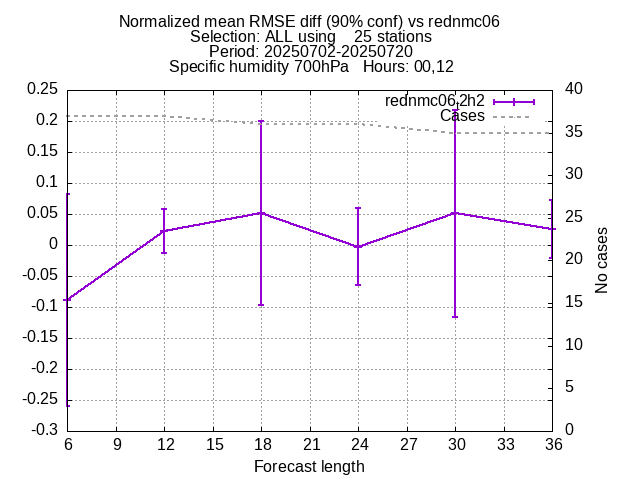 Normalized mean RMSE diff (90% conf) vs rednmc06
Selection: ALL using    25 stations
Period: 20250702-20250720
Specific humidity 700hPa   Hours: 00,12
rednmc06,2h2
Cases
0.25
0.2
0.15
0.1
0.05
0
-0.05
-0.1
-0.15
-0.2
-0.25
-0.3
40
35
30
25
20
15
10
5
0
No cases
6 9 12 15 18 21 24 27 30 33 36
Forecast length